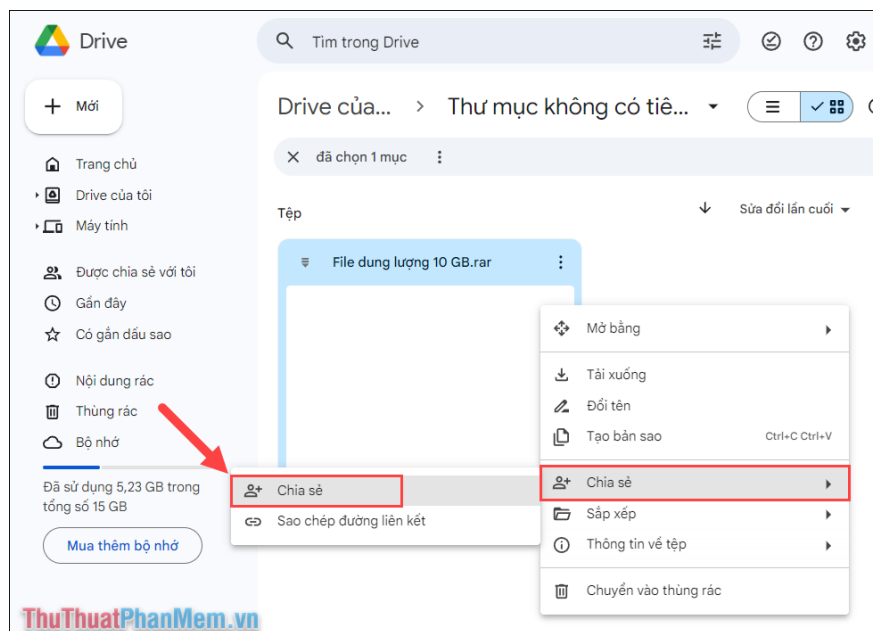 Drive
Tìm trong Drive
Mới
Drive của... > Thư mục không có tiê...
đã chọn 1 mục
Trang chủ
Drive của tôi
Máy tính
Được chia sẻ với tôi
Gần đây
Có gắn dấu sao
Nội dung rác
Thùng rác
Bộ nhớ
Đã sử dụng 5,23 GB trong
tổng số 15 GB
Mua thêm bộ nhớ
Tệp
Sửa đổi lần cuối
File dung lượng 10 GB.rar
Mở bằng
Tải xuống
Đổi tên
Tạo bản sao Ctrl+C Ctrl+V
Chia sẻ
Sắp xếp
Thông tin về tệp
Chuyển vào thùng rác
Chia sẻ
Sao chép đường liên kết
ThuThuatPhanMem.vn